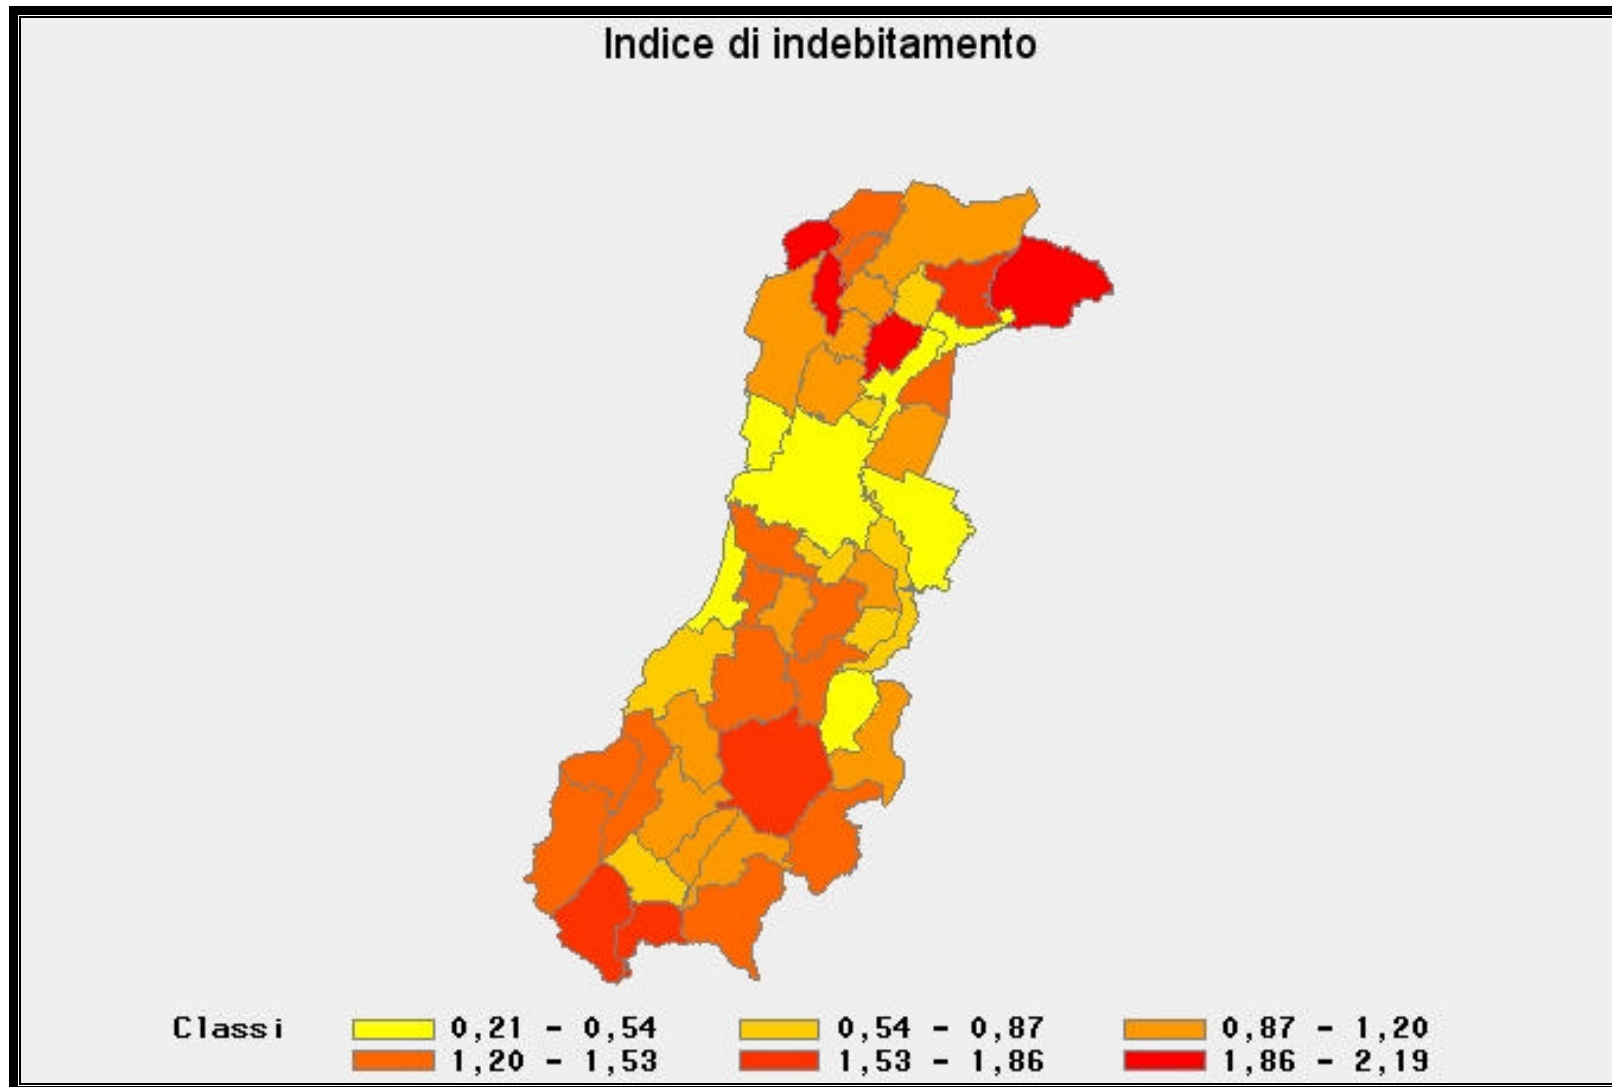 Indice di indebitamento
Classi 0,21 - 0,54 0,54 - 0,87 0,87 - 1,20
1,20 - 1,53 1,53 - 1,86 1,86 - 2,19